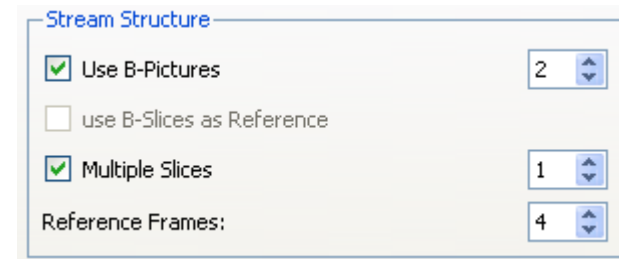 Stream Structure
Use B-Pictures 2
use B-Slices as Reference
Multiple Slices 1
Reference Frames: 4